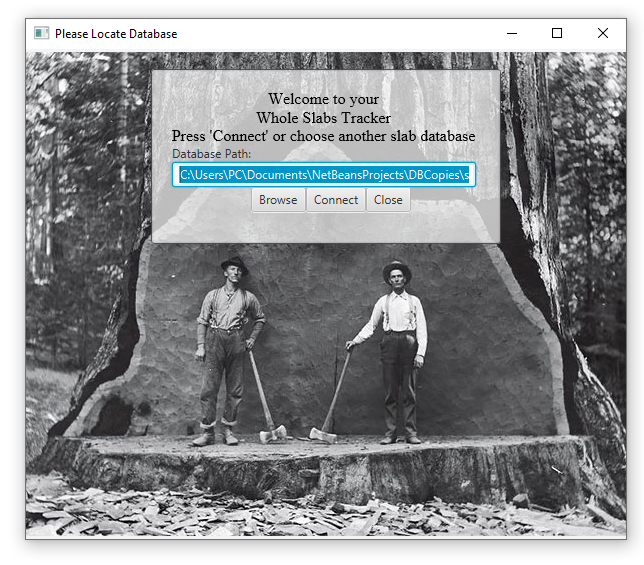 Please Locate Database
Welcome to your
Whole Slabs Tracker
Press 'Connect' or choose another slab database
Database Path:
C:\Users\PC\Documents\NetBeansProjects\DBCopies\s
Browse Connect Close